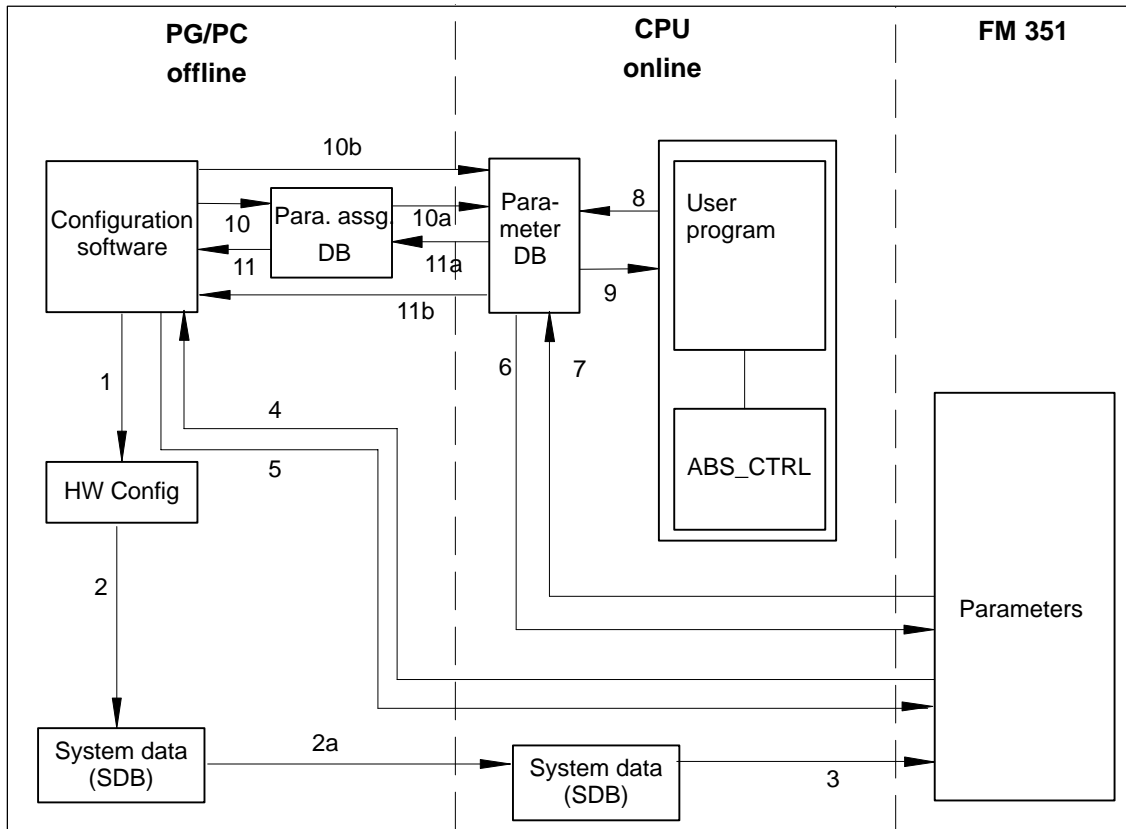 PG/PC
offline
CPU
online
FM 351
10b
Configuration
software
10
Para. assg.
DB
10a
11
11a
11b
Para-
meter
DB
8
9
User
program
ABS_CTRL
1
4
5
6
7
HW Config
2
Parameters
System data
(SDB)
2a
System data
(SDB)
3